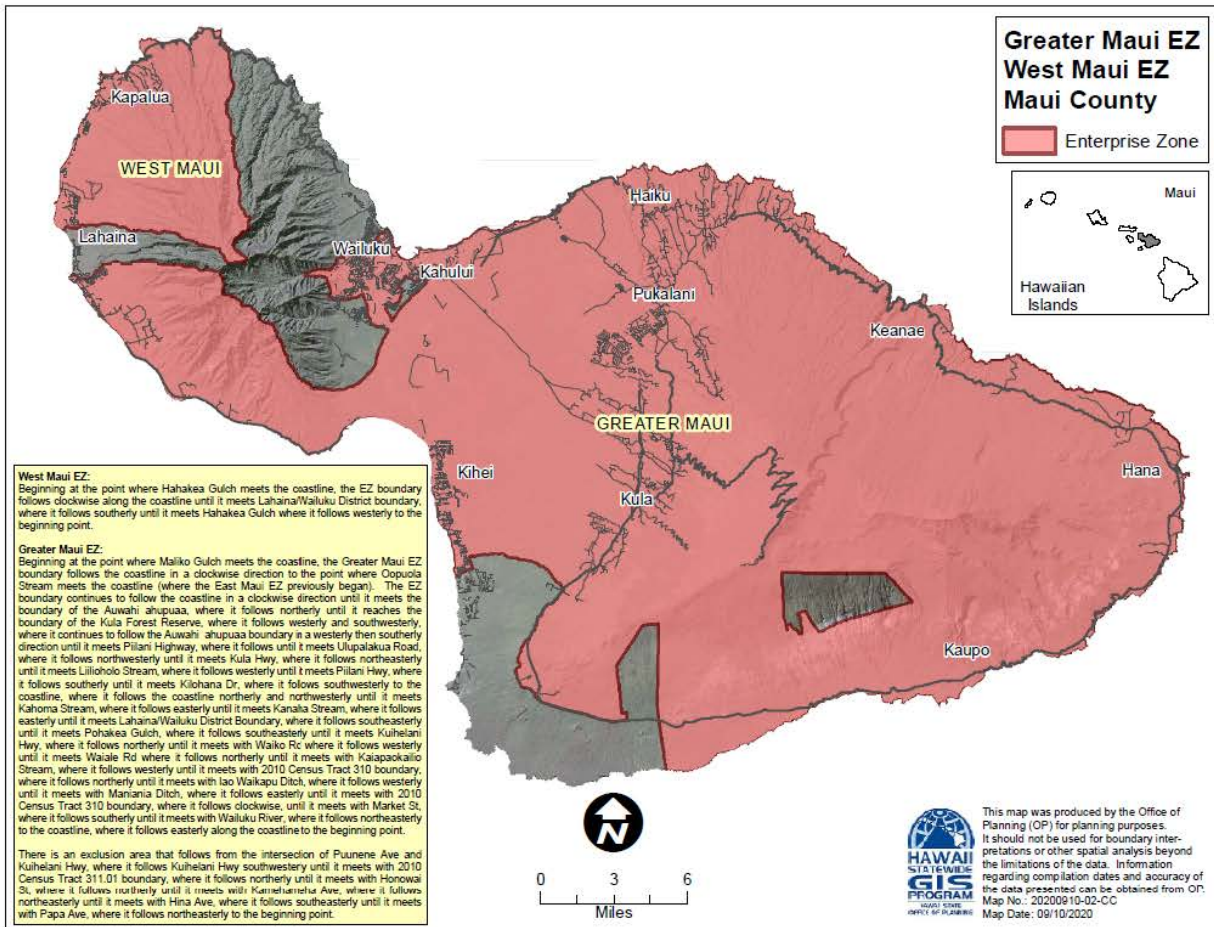 Greater Maui EZ
West Maui EZ
Maui County
Enterprise Zone
Maui
Hawaiian
Islands
Kapalua
WEST MAUI
Lahaina
Wailuku
Kahului
Haiku
Pukalani
Keanae
GREATER MAUI
Kihei
Kula
Hana
Kaupo
West Maui EZ:
Beginning at the point where Hahakea Gulch meets the coastline, the EZ boundary
follows clockwise along the coastline until it meets Lahaina/Wailuku District boundary,
where it follows southerly until it meets Hahakea Gulch where it follows westerly to the
beginning point.
Greater Maui EZ:
Beginning at the point where Maliko Gulch meets the coastline, the Greater Maui EZ
boundary follows the coastline in a clockwise direction to the point where Oopuola
Stream meets the coastline (where the East Maui EZ previously began). The EZ
boundary continues to follow the coastline in a clockwise direction until it meets the
boundary of the Auwahi ahupuaa, where it follows northerly until it reaches the
boundary of the Kula Forest Reserve, where it follows westerly and southwesterly,
where it continues to follow the Auwahi ahupuaa boundary in a westerly then southerly
direction until it meets Piilani Highway, where it follows until it meets Ulupalakua Road,
where it follows northwesterly until it meets Kula Hwy, where it follows northeasterly
until it meets Liilioholo Stream, where it follows westerly until it meets Piilani Hwy, where
it follows southerly until it meets Kilohana Dr, where it follows southwesterly to the
coastline, where it follows the coastline northerly and northwesterly until it meets
Kahoma Stream, where it follows easterly until it meets Kanaha Stream, where it follows
easterly until it meets Lahaina/Wailuku District Boundary, where it follows southeasterly
until it meets Pohakea Gulch, where it follows southeasterly until it meets Kuihelani
Hwy, where it follows northerly until it meets with Waiko Rd where it follows westerly
until it meets Waiale Rd where it follows northerly until it meets with Kaiapaokailio
Stream, where it follows westerly until it meets with 2010 Census Tract 310 boundary,
where it follows northerly until it meets with Iao Waikapu Ditch, where it follows westerly
until it meets with Maniania Ditch, where it follows easterly until it meets with 2010
Census Tract 310 boundary, where it follows clockwise, until it meets with Market St,
where it follows southerly until it meets with Wailuku River, where it follows northeasterly
to the coastline, where it follows easterly along the coastline to the beginning point.
There is an exclusion area that follows from the intersection of Puunene Ave and
Kuihelani Hwy, where it follows Kuihelani Hwy southwesterly until it meets with 2010
Census Tract 311.01 boundary, where it follows northerly until it meets with Honowai
St, where it follows northerly until it meets with Kamehameha Ave, where it follows
northeasterly until it meets with Hina Ave, where it follows southeasterly until it meets
with Papa Ave, where it follows northeasterly to the beginning point.
N
0 3 6
Miles
HAWAII
STATEWIDE
GIS
PROGRAM
HAWAII STATE
OFFICE OF PLANNING
This map was produced by the Office of
Planning (OP) for planning purposes.
It should not be used for boundary inter-
pretations or other spatial analysis beyond
the limitations of the data. Information
regarding compilation dates and accuracy of
the data presented can be obtained from OP.
Map No.: 20200910-02-CC
Map Date: 09/10/2020